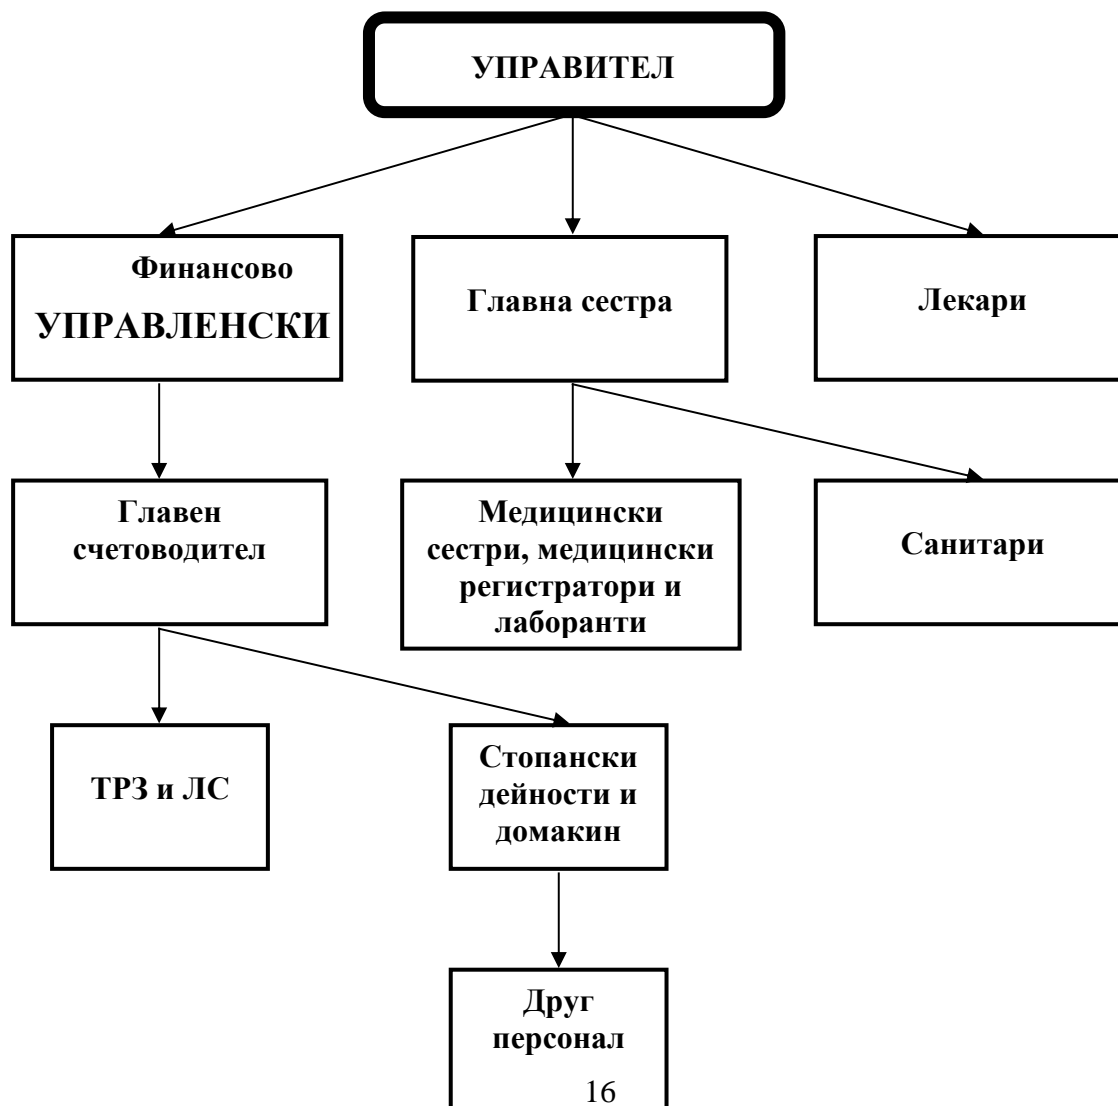 УПРАВИТЕЛ
Финансово
УПРАВЛЕНСКИ
Главна сестра
Лекари
Главен
счетоводител
Медицински
сестри, медицински
регистратори и
лаборанти
Санитари
ТРЗ и ЛС
Стопански
дейности и
домакин
Друг
персонал
16